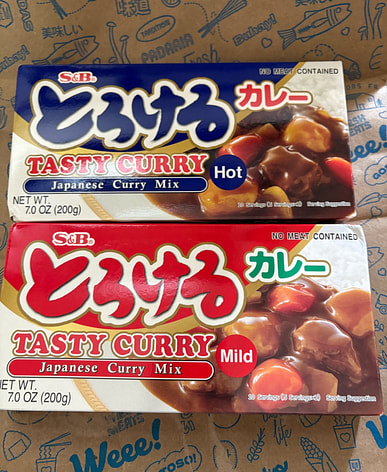 美味しい
PADARIA
Fresh
S&B®
NO MEAT CONTAINED
とろける
カレー
TASTY CURRY
Hot
Japanese Curry Mix
NET WT.
7.0 OZ (200g)
Serving Suggestion
S&B®
NO MEAT CONTAINED
とろける
カレー
TASTY CURRY
Mild
Japanese Curry Mix
NET WT.
7.0 OZ (200g)
Serving Suggestion
Weee!
Weee!